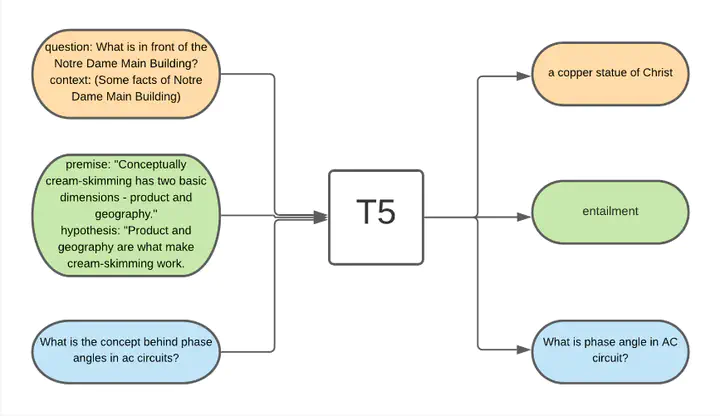 question: What is in front of the
Notre Dame Main Building?
context: (Some facts of Notre
Dame Main Building)
premise: "Conceptually
cream-skimming has two basic
dimensions - product and
geography."
hypothesis: "Product and
geography are what make
cream-skimming work.
What is the concept behind phase
angles in ac circuits?
T5
a copper statue of Christ
entailment
What is phase angle in AC
circuit?